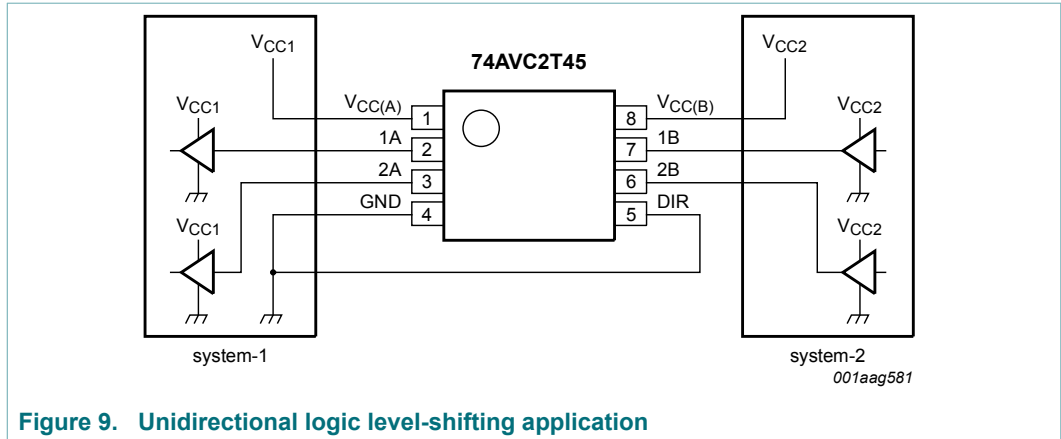 VCC1
74AVC2T45
VCC2
VCC1
VCC(A)
1
8
VCC(B)
VCC2
1A
2
7
1B
2A
3
6
2B
GND
4
5
DIR
VCC1
VCC2
system-1
system-2
001aag581
Figure 9. Unidirectional logic level-shifting application